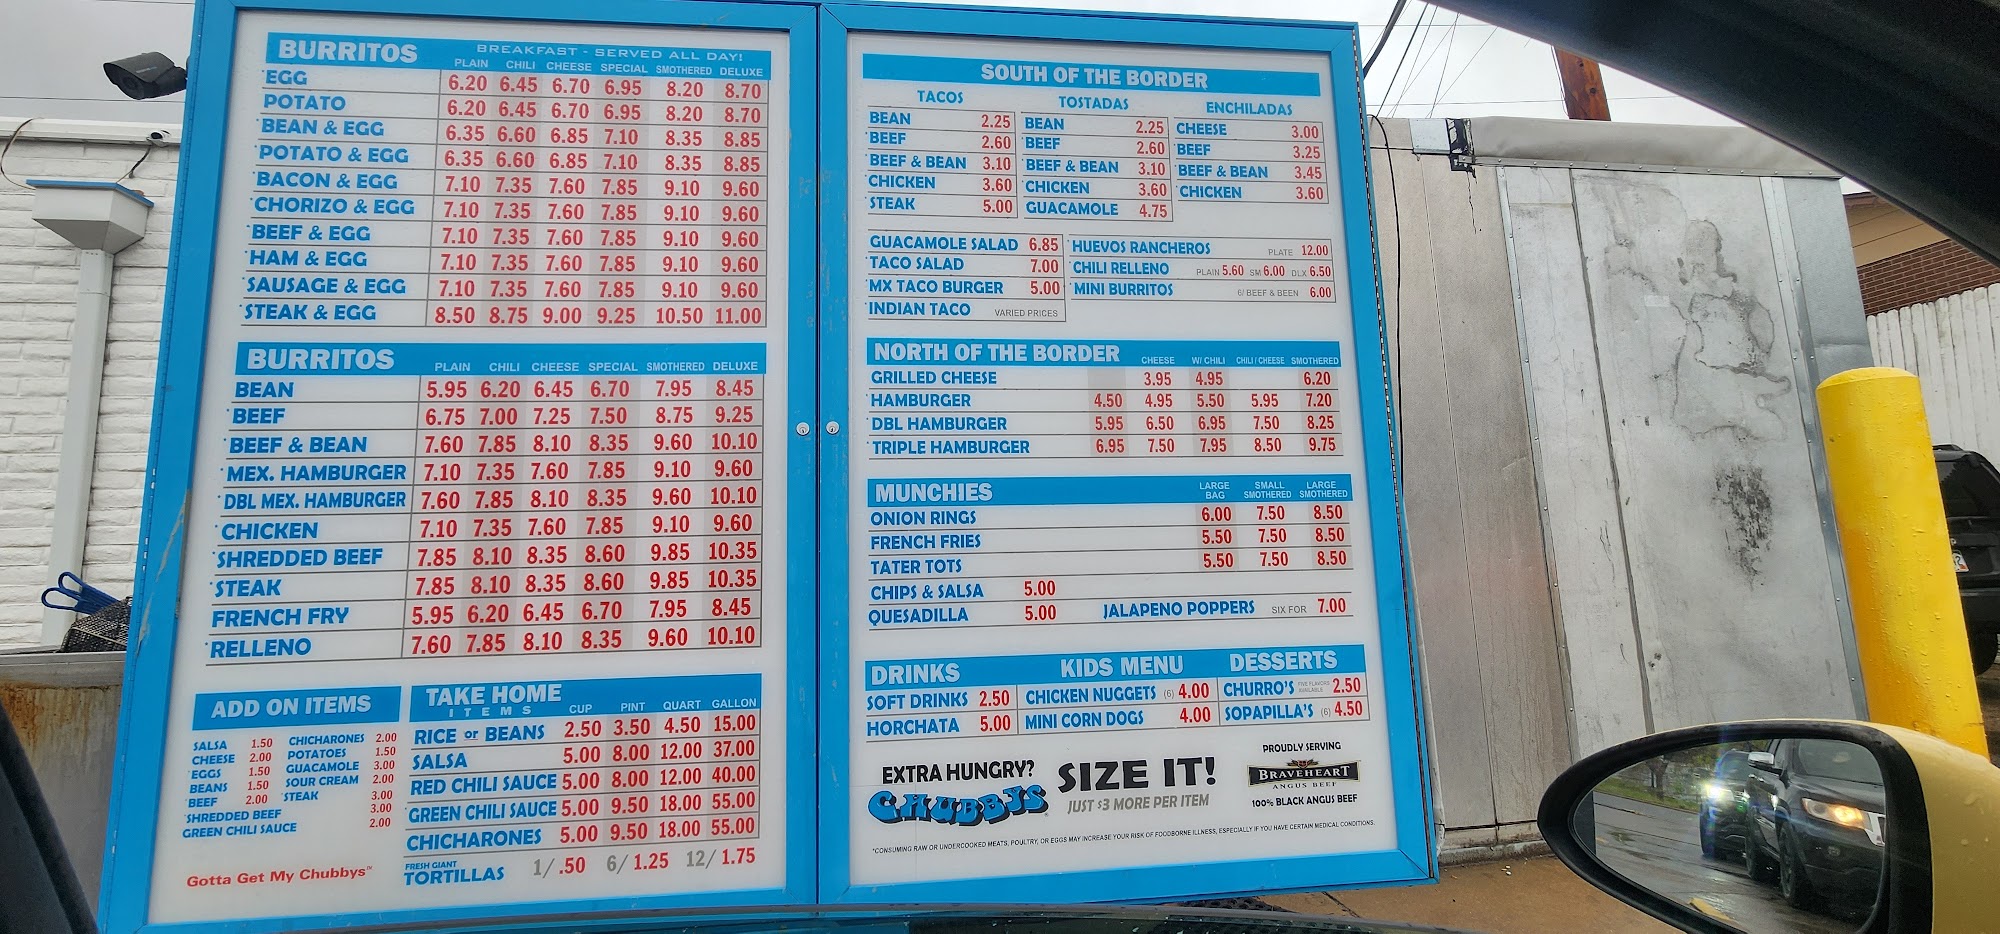 BURRITOS BREAKFAST - SERVED ALL DAY!
PLAIN CHILI CHEESE SPECIAL SMOTHERED DELUXE
*EGG 6.20 6.45 6.70 6.95 8.20 8.70
POTATO 6.20 6.45 6.70 6.95 8.20 8.70
*BEAN & EGG 6.35 6.60 6.85 7.10 8.35 8.85
*POTATO & EGG 6.35 6.60 6.85 7.10 8.35 8.85
*BACON & EGG 7.10 7.35 7.60 7.85 9.10 9.60
*CHORIZO & EGG 7.10 7.35 7.60 7.85 9.10 9.60
*BEEF & EGG 7.10 7.35 7.60 7.85 9.10 9.60
*HAM & EGG 7.10 7.35 7.60 7.85 9.10 9.60
*SAUSAGE & EGG 7.10 7.35 7.60 7.85 9.10 9.60
*STEAK & EGG 8.50 8.75 9.00 9.25 10.50 11.00
BURRITOS PLAIN CHILI CHEESE SPECIAL SMOTHERED DELUXE
BEAN 5.95 6.20 6.45 6.70 7.95 8.45
*BEEF 6.75 7.00 7.25 7.50 8.75 9.25
*BEEF & BEAN 7.60 7.85 8.10 8.35 9.60 10.10
*MEX. HAMBURGER 7.10 7.35 7.60 7.85 9.10 9.60
*DBL MEX. HAMBURGER 7.60 7.85 8.10 8.35 9.60 10.10
*CHICKEN 7.10 7.35 7.60 7.85 9.10 9.60
*SHREDDED BEEF 7.85 8.10 8.35 8.60 9.85 10.35
*STEAK 7.85 8.10 8.35 8.60 9.85 10.35
FRENCH FRY 5.95 6.20 6.45 6.70 7.95 8.45
*RELLENO 7.60 7.85 8.10 8.35 9.60 10.10
ADD ON ITEMS
SALSA 1.50 CHICHARONES 2.00
CHEESE 2.00 POTATOES 1.50
*EGGS 1.50 GUACAMOLE 3.00
BEANS 1.50 SOUR CREAM 2.00
*BEEF 2.00 *STEAK 3.00
*SHREDDED BEEF 3.00
GREEN CHILI SAUCE 2.00
Gotta Get My Chubbys™
TAKE HOME
ITEMS CUP PINT QUART GALLON
RICE or BEANS 2.50 3.50 4.50 15.00
SALSA 5.00 8.00 12.00 37.00
RED CHILI SAUCE 5.00 8.00 12.00 40.00
*GREEN CHILI SAUCE 5.00 9.50 18.00 55.00
CHICHARONES 5.00 9.50 18.00 55.00
FRESH GIANT
TORTILLAS 1/ .50 6/ 1.25 12/ 1.75
SOUTH OF THE BORDER
TACOS
BEAN 2.25
*BEEF 2.60
*BEEF & BEAN 3.10
*CHICKEN 3.60
*STEAK 5.00
TOSTADAS
BEAN 2.25
*BEEF 2.60
*BEEF & BEAN 3.10
*CHICKEN 3.60
GUACAMOLE 4.75
ENCHILADAS
CHEESE 3.00
*BEEF 3.25
*BEEF & BEAN 3.45
*CHICKEN 3.60
GUACAMOLE SALAD 6.85
*TACO SALAD 7.00
*MX TACO BURGER 5.00
INDIAN TACO VARIED PRICES
*HUEVOS RANCHEROS PLATE 12.00
*CHILI RELLENO PLAIN 5.60 SM 6.00 DLX 6.50
*MINI BURRITOS 6/ BEEF & BEEN 6.00
NORTH OF THE BORDER CHEESE W/ CHILI CHILI / CHEESE SMOTHERED
GRILLED CHEESE 3.95 4.95 6.20
*HAMBURGER 4.50 4.95 5.50 5.95 7.20
*DBL HAMBURGER 5.95 6.50 6.95 7.50 8.25
*TRIPLE HAMBURGER 6.95 7.50 7.95 8.50 9.75
MUNCHIES LARGE BAG SMALL SMOTHERED LARGE SMOTHERED
ONION RINGS 6.00 7.50 8.50
FRENCH FRIES 5.50 7.50 8.50
TATER TOTS 5.50 7.50 8.50
CHIPS & SALSA 5.00
QUESADILLA 5.00 JALAPENO POPPERS SIX FOR 7.00
DRINKS
SOFT DRINKS 2.50
HORCHATA 5.00
KIDS MENU
CHICKEN NUGGETS (6) 4.00
MINI CORN DOGS 4.00
DESSERTS
CHURRO'S FIVE FLAVORS AVAILABLE 2.50
SOPAPILLA'S (6) 4.50
EXTRA HUNGRY?
CHUBBYS
SIZE IT!
JUST $3 MORE PER ITEM
PROUDLY SERVING
BRAVEHEART
ANGUS BEEF
100% BLACK ANGUS BEEF
*CONSUMING RAW OR UNDERCOOKED MEATS, POULTRY, OR EGGS MAY INCREASE YOUR RISK OF FOODBORNE ILLNESS, ESPECIALLY IF YOU HAVE CERTAIN MEDICAL CONDITIONS.